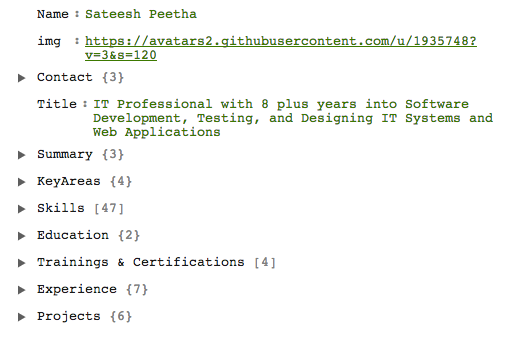 Name : Sateesh Peetha
img : https://avatars2.githubusercontent.com/u/1935748?
v=3&s=120
Contact {3}
Title : IT Professional with 8 plus years into Software
Development, Testing, and Designing IT Systems and
Web Applications
Summary {3}
KeyAreas {4}
Skills [47]
Education {2}
Trainings & Certifications [4]
Experience {7}
Projects {6}